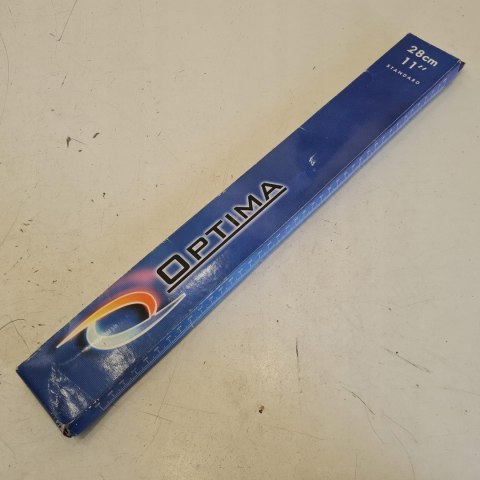 28cm
11"
STANDARD
OPTIMA